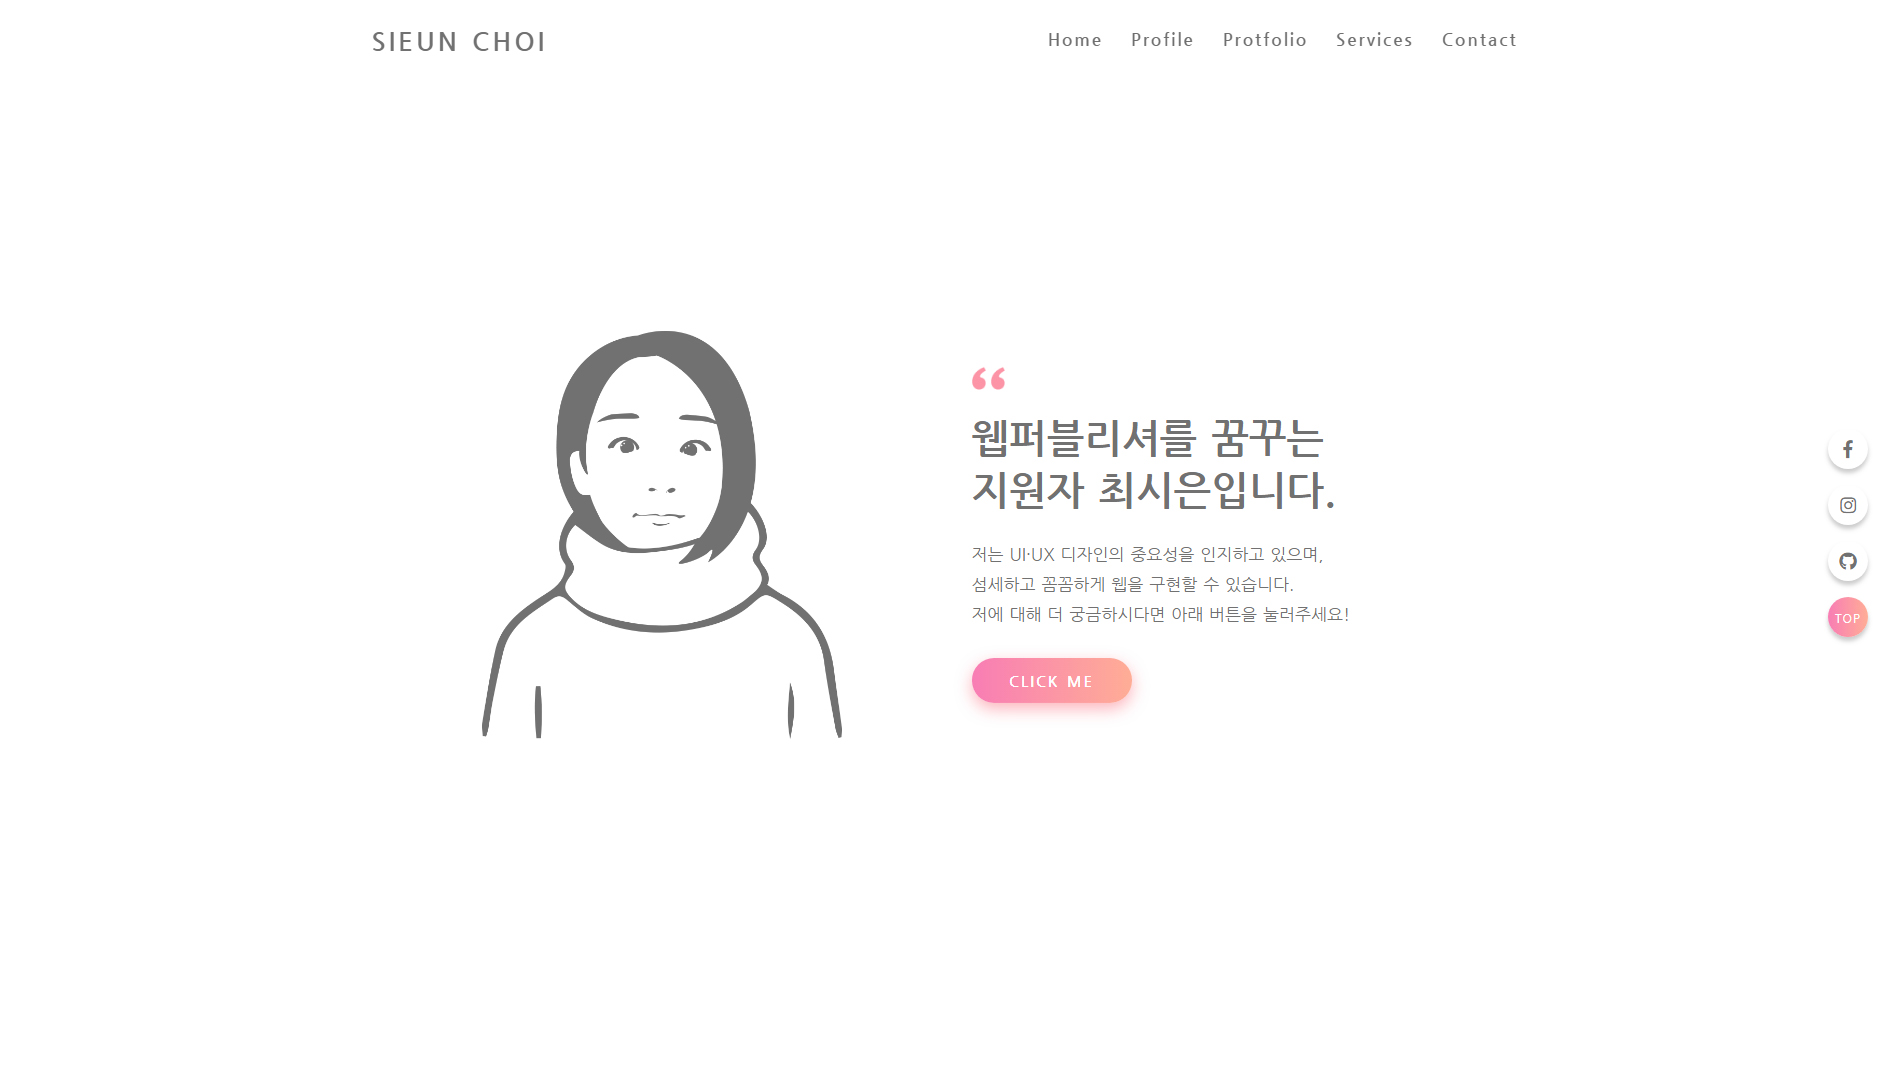 SIEUN CHOI
Home Profile Protfolio Services Contact
웹퍼블리셔를 꿈꾸는
지원자 최시은입니다.
저는 UI·UX 디자인의 중요성을 인지하고 있으며,
섬세하고 꼼꼼하게 웹을 구현할 수 있습니다.
저에 대해 더 궁금하시다면 아래 버튼을 눌러주세요!
CLICK ME
TOP